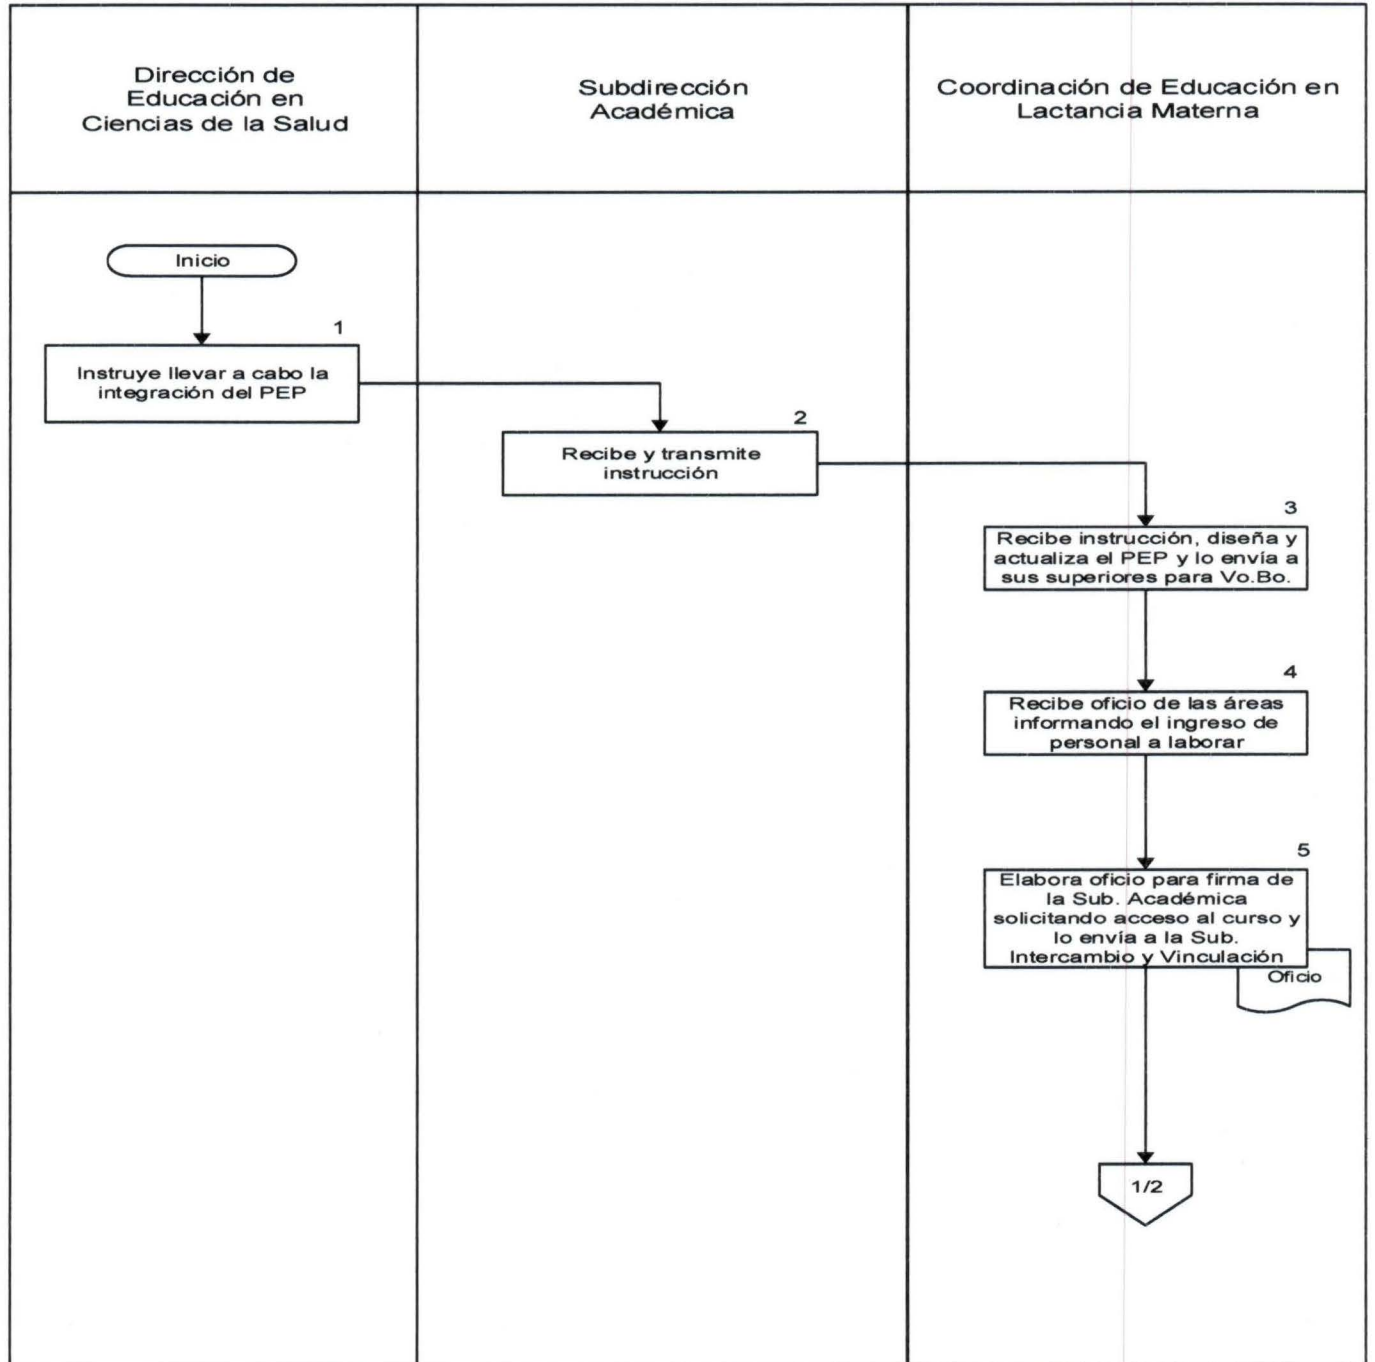 Dirección de
Educación en
Ciencias de la Salud
Subdirección
Académica
Coordinación de Educación en
Lactancia Materna
Inicio
1
Instruye llevar a cabo la
integración del PEP
2
Recibe y transmite
instrucción
3
Recibe instrucción, diseña y
actualiza el PEP y lo envía a
sus superiores para Vo.Bo.
4
Recibe oficio de las áreas
informando el ingreso de
personal a laborar
5
Elabora oficio para firma de
la Sub. Académica
solicitando acceso al curso y
lo envía a la Sub.
Intercambio y Vinculación
Oficio
1/2